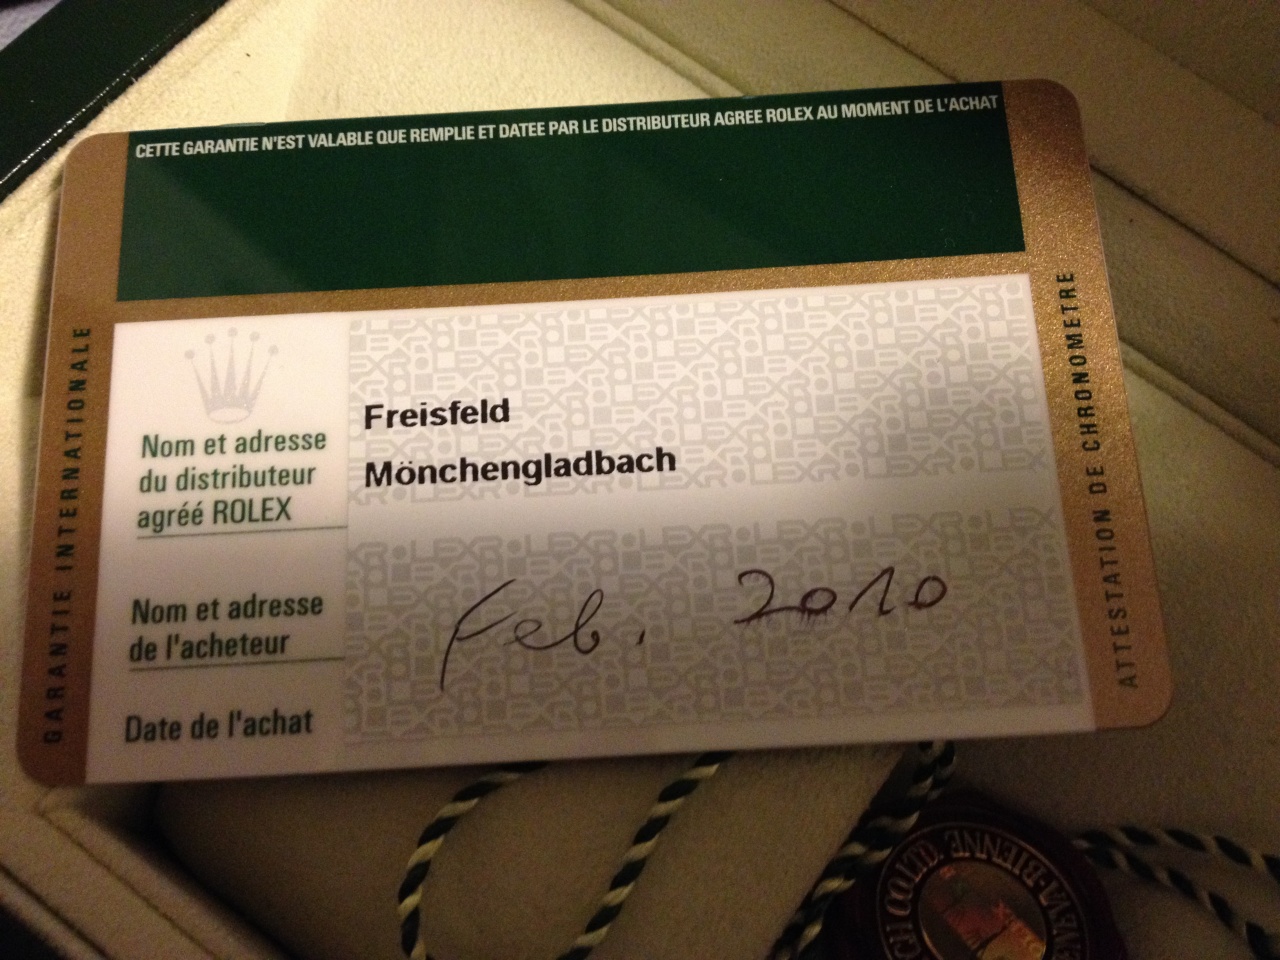 CETTE GARANTIE N'EST VALABLE QUE REMPLIE ET DATEE PAR LE DISTRIBUTEUR AGREE ROLEX AU MOMENT DE L'ACHAT
GARANTIE INTERNATIONALE
ATTESTATION DE CHRONOMETRE
Nom et adresse
du distributeur
agréé ROLEX
Freisfeld
Mönchengladbach
Nom et adresse
de l'acheteur
Feb. 2010
Date de l'achat